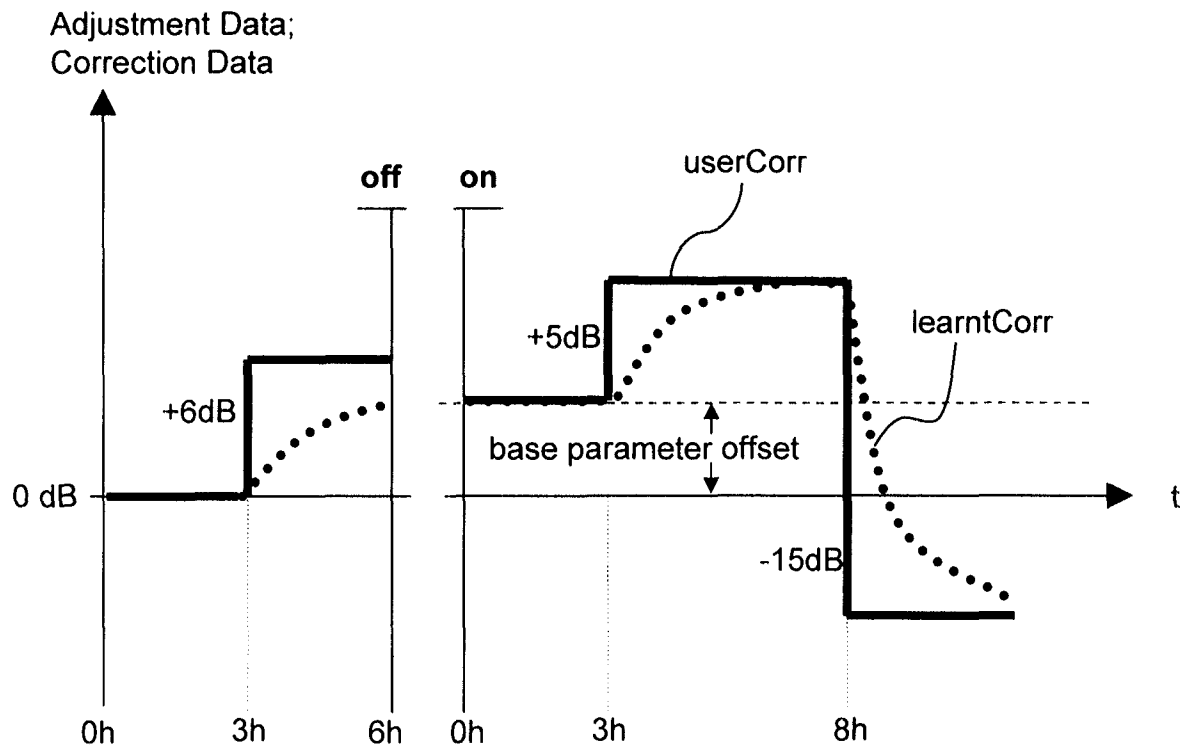 Adjustment Data;
Correction Data
off
on
userCorr
+5dB
learntCorr
+6dB
base parameter offset
0 dB
t
-15dB
0h
3h
6h
0h
3h
8h